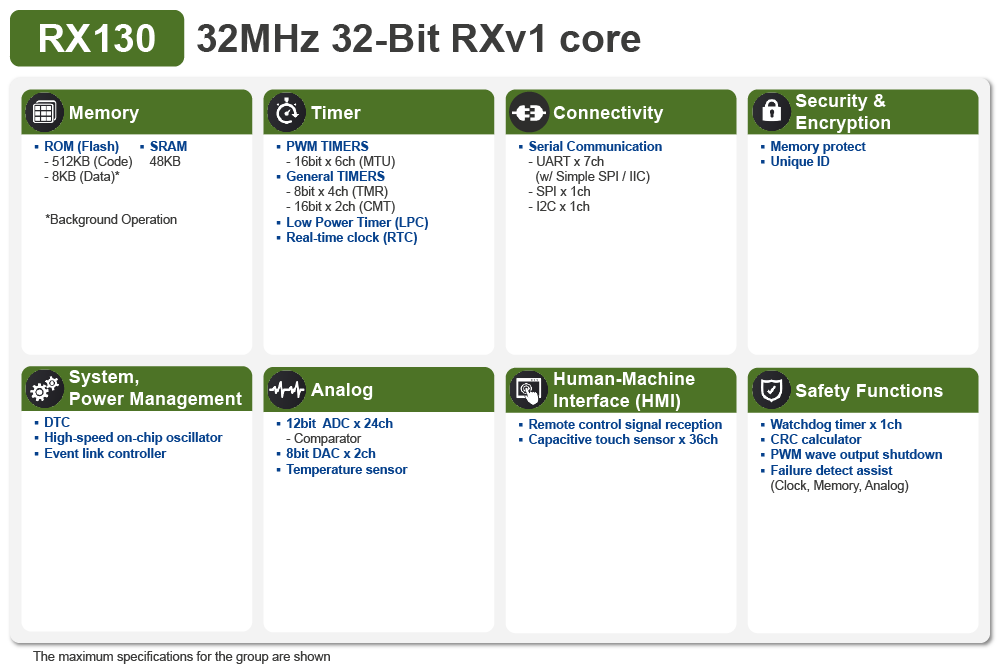 RX130 32MHz 32-Bit RXv1 core
Memory
▪ ROM (Flash) ▪ SRAM
- 512KB (Code) 48KB
- 8KB (Data)*
*Background Operation
Timer
▪ PWM TIMERS
- 16bit x 6ch (MTU)
▪ General TIMERS
- 8bit x 4ch (TMR)
- 16bit x 2ch (CMT)
▪ Low Power Timer (LPC)
▪ Real-time clock (RTC)
Connectivity
▪ Serial Communication
- UART x 7ch
(w/ Simple SPI / IIC)
- SPI x 1ch
- I2C x 1ch
Security &
Encryption
▪ Memory protect
▪ Unique ID
System,
Power Management
▪ DTC
▪ High-speed on-chip oscillator
▪ Event link controller
Analog
▪ 12bit ADC x 24ch
- Comparator
▪ 8bit DAC x 2ch
▪ Temperature sensor
Human-Machine
Interface (HMI)
▪ Remote control signal reception
▪ Capacitive touch sensor x 36ch
Safety Functions
▪ Watchdog timer x 1ch
▪ CRC calculator
▪ PWM wave output shutdown
▪ Failure detect assist
(Clock, Memory, Analog)
The maximum specifications for the group are shown